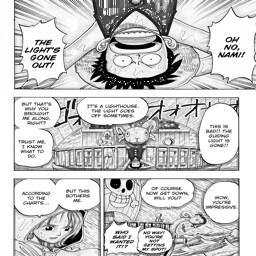 OH
NO,
NAMI!!
THE
LIGHT'S
GONE
OUT!
THIS IS
BAD!! THE
GUIDING
LIGHT IS
GONE!!
IT'S A LIGHTHOUSE.
THE LIGHT GOES
OFF SOMETIMES.
BUT THAT'S
WHY YOU
BROUGHT
ME ALONG,
RIGHT?
TRUST ME,
I KNOW
WHAT TO
DO.
WOW,
YOU'RE
IMPRESSIVE.
OF COURSE.
NOW GET DOWN,
WILL YOU?
NO WAY!
YOU'RE
NOT
GETTING
MY SPOT!
WHO
SAID I
WANTED
IT!?
BUT THIS
BOTHERS
ME.
ACCORDING
TO THE
CHARTS...